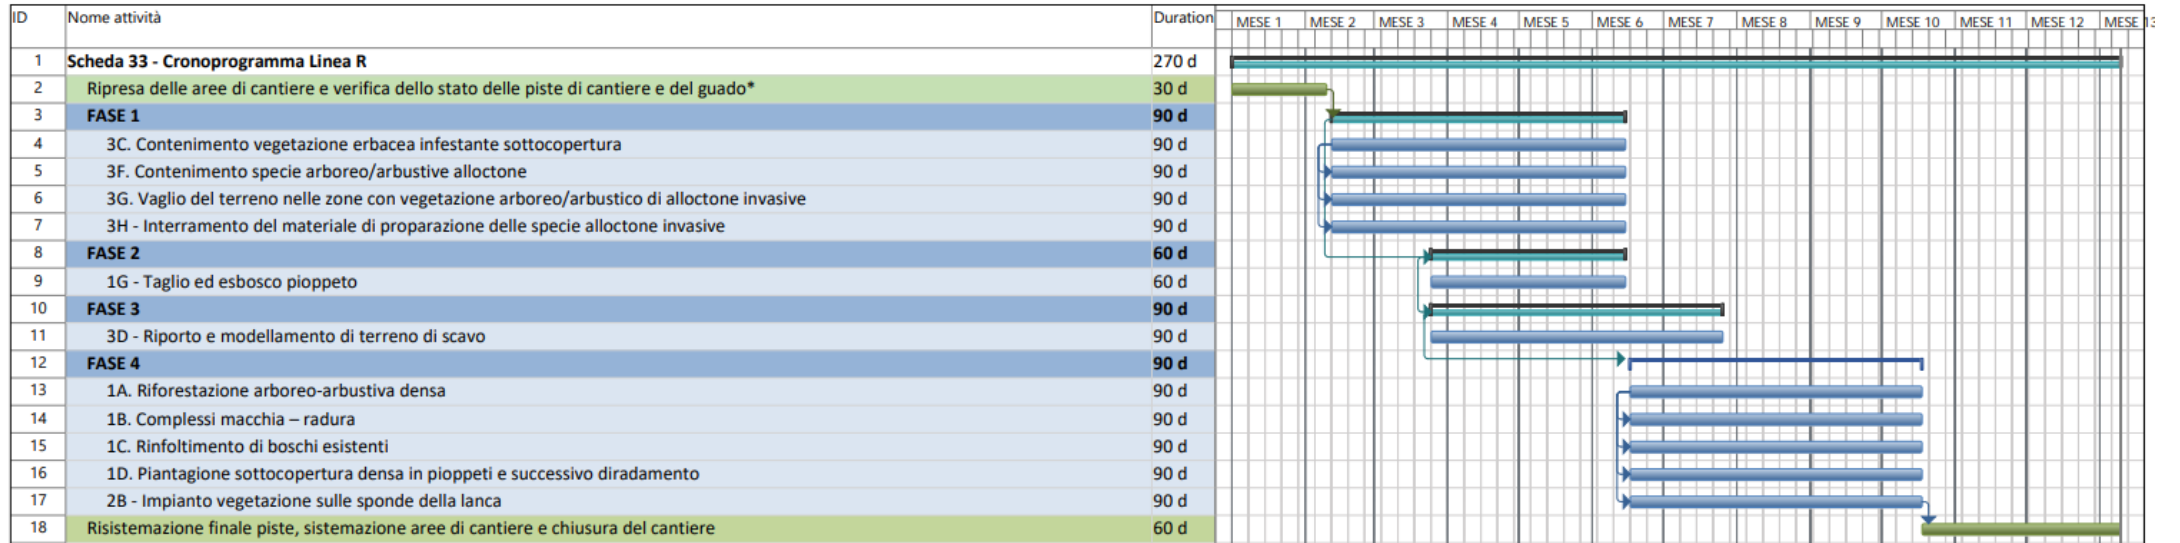 ID Nome attività Duration MESE 1 MESE 2 MESE 3 MESE 4 MESE 5 MESE 6 MESE 7 MESE 8 MESE 9 MESE 10 MESE 11 MESE 12 MESE 13
1 Scheda 33 - Cronoprogramma Linea R 270 d
2 Ripresa delle aree di cantiere e verifica dello stato delle piste di cantiere e del guado* 30 d
3 FASE 1 90 d
4 3C. Contenimento vegetazione erbacea infestante sottocopertura 90 d
5 3F. Contenimento specie arboreo/arbustive alloctone 90 d
6 3G. Vaglio del terreno nelle zone con vegetazione arboreo/arbustico di alloctone invasive 90 d
7 3H - Interramento del materiale di proparazione delle specie alloctone invasive 90 d
8 FASE 2 60 d
9 1G - Taglio ed esbosco pioppeto 60 d
10 FASE 3 90 d
11 3D - Riporto e modellamento di terreno di scavo 90 d
12 FASE 4 90 d
13 1A. Riforestazione arboreo-arbustiva densa 90 d
14 1B. Complessi macchia – radura 90 d
15 1C. Rinfoltimento di boschi esistenti 90 d
16 1D. Piantagione sottocopertura densa in pioppeti e successivo diradamento 90 d
17 2B - Impianto vegetazione sulle sponde della lanca 90 d
18 Risistemazione finale piste, sistemazione aree di cantiere e chiusura del cantiere 60 d